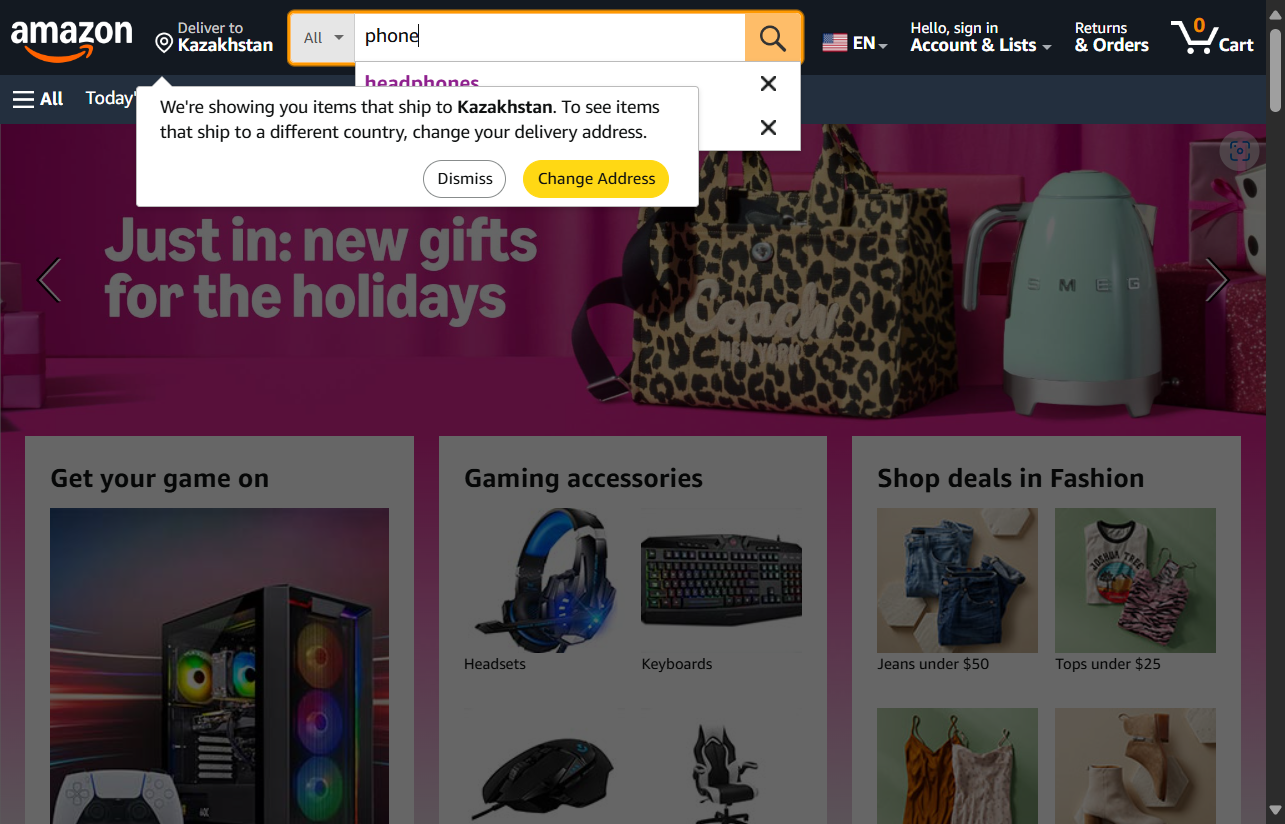 amazon
Deliver to
Kazakhstan
All
phone
EN
Hello, sign in
Account & Lists
Returns
& Orders
0
Cart
headphones
All
Today'
We're showing you items that ship to Kazakhstan. To see items
that ship to a different country, change your delivery address.
Dismiss
Change Address
Just in: new gifts
for the holidays
Coach
NEW YORK
SMEG
Get your game on
Gaming accessories
Headsets
Keyboards
Shop deals in Fashion
JOSHUA TREE
Jeans under $50
Tops under $25